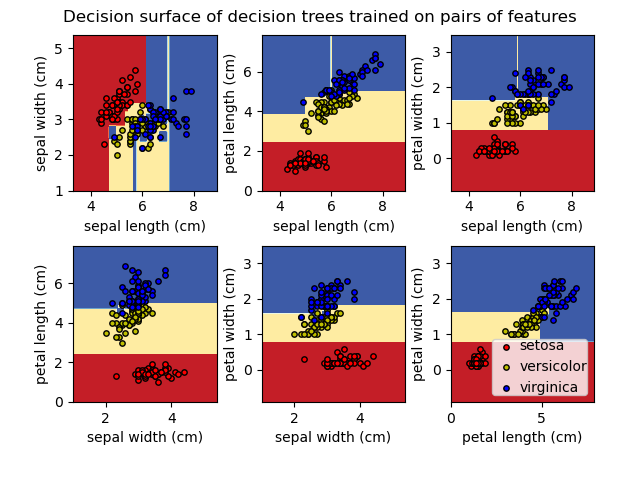 Decision surface of decision trees trained on pairs of features
sepal width (cm)
5
4
3
2
1
4 6 8
sepal length (cm)
petal length (cm)
6
4
2
0
4 6 8
sepal length (cm)
petal width (cm)
3
2
1
0
4 6 8
sepal length (cm)
petal length (cm)
6
4
2
0
2 4
sepal width (cm)
petal width (cm)
3
2
1
0
2 4
sepal width (cm)
petal width (cm)
3
2
1
0
0 5
petal length (cm)
setosa
versicolor
virginica